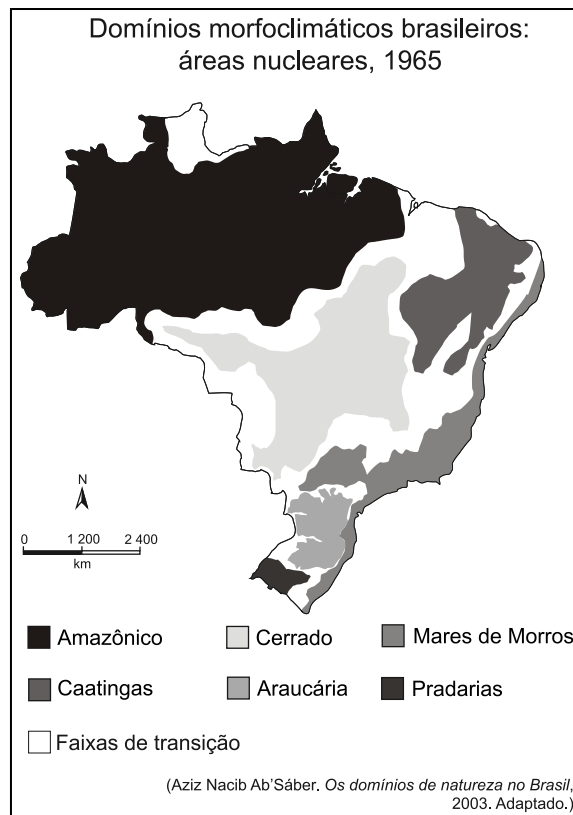 Domínios morfoclimáticos brasileiros:
áreas nucleares, 1965
N
0 1 200 2 400
km
Amazônico Cerrado Mares de Morros
Caatingas Araucária Pradarias
Faixas de transição
(Aziz Nacib Ab’Sáber. Os domínios de natureza no Brasil,
2003. Adaptado.)